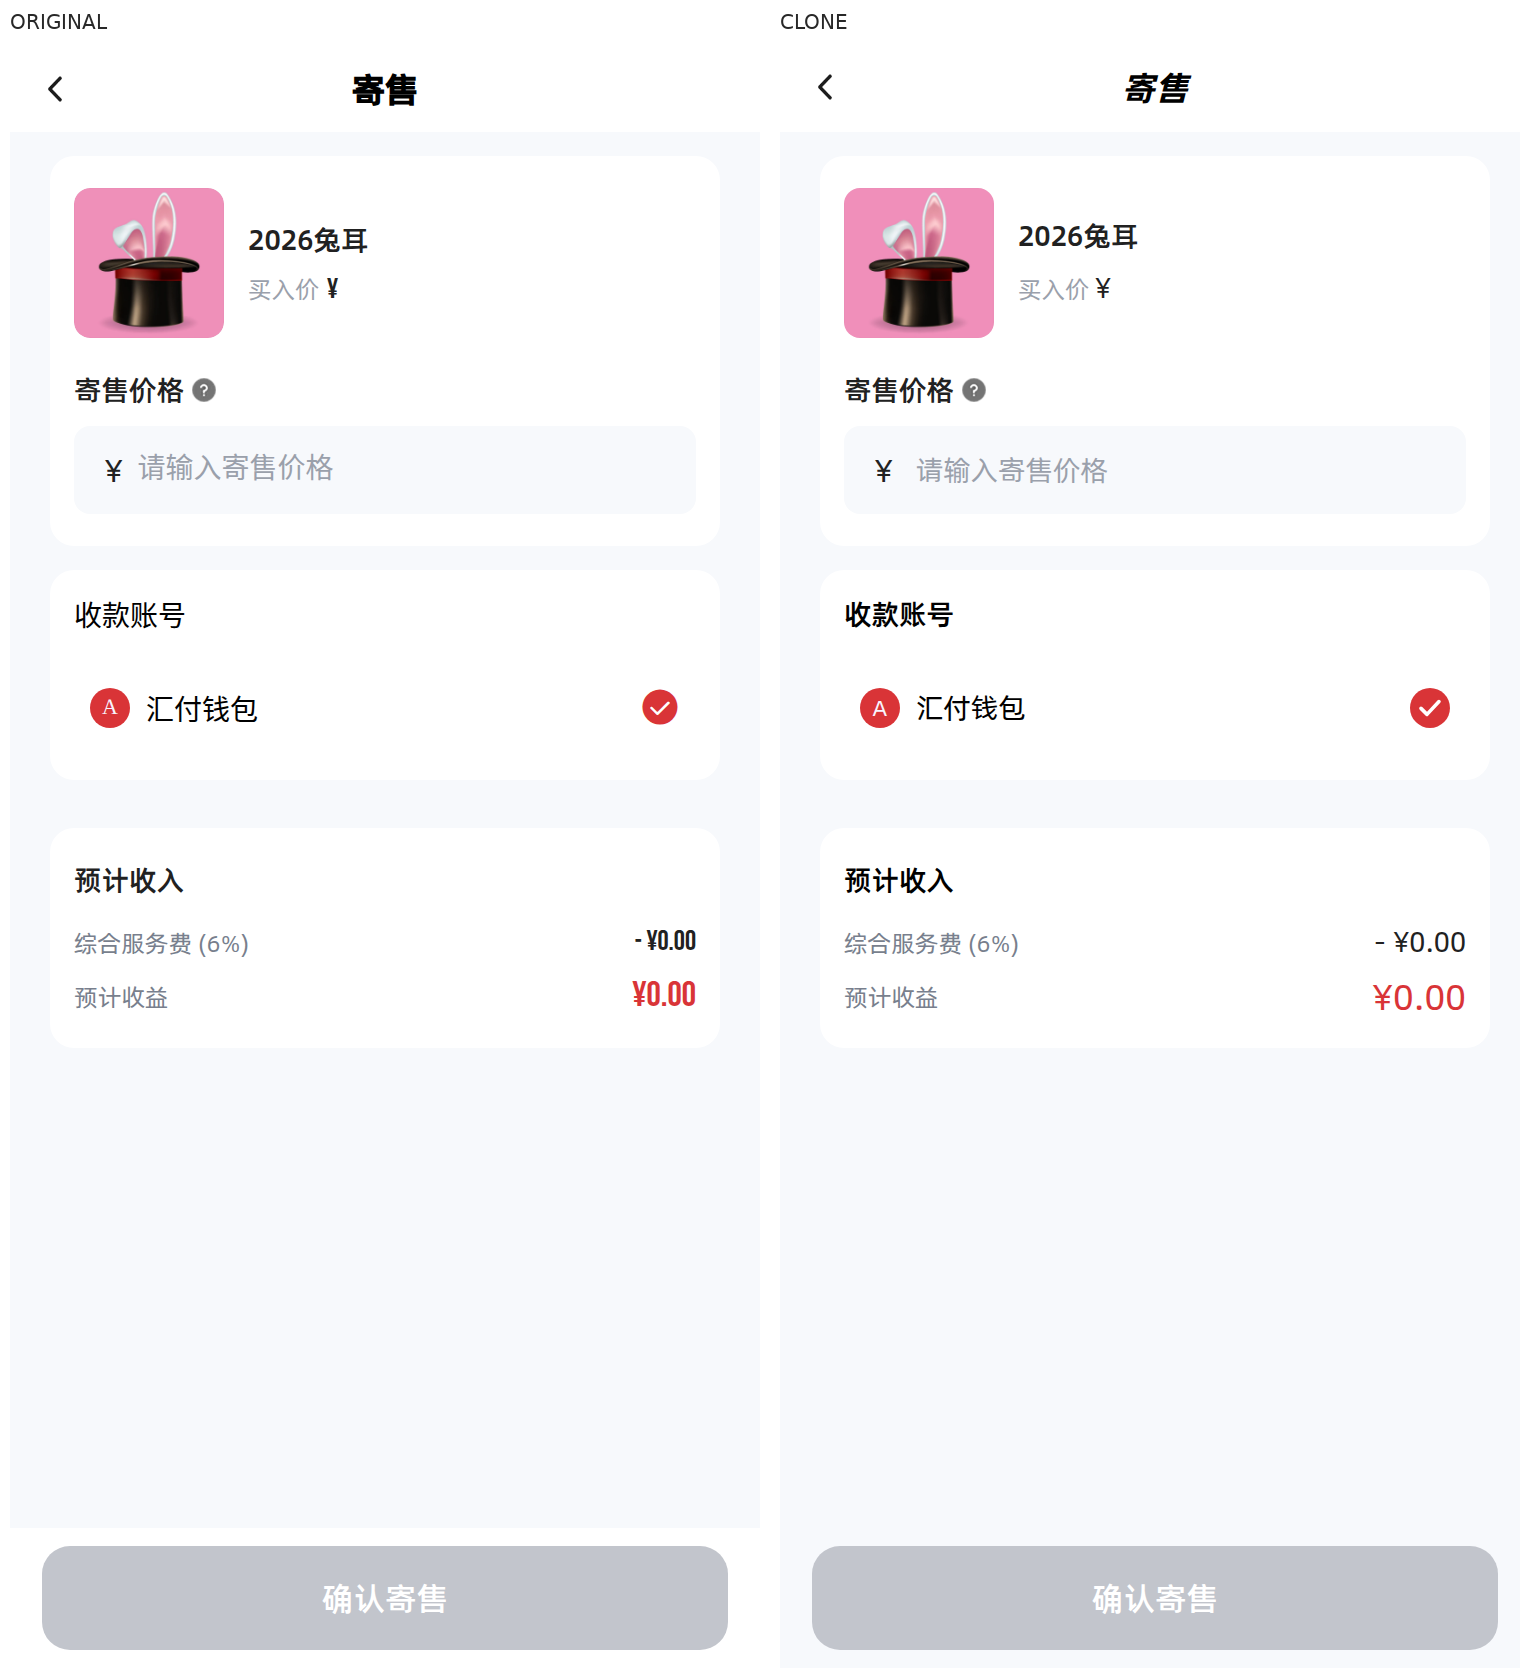 ORIGINAL
寄售
2026兔耳
买入价 ¥
寄售价格 ?
¥ 请输入寄售价格
收款账号
A 汇付钱包
预计收入
综合服务费 (6%) - ¥0.00
预计收益 ¥0.00
确认寄售
CLONE
寄售
2026兔耳
买入价 ¥
寄售价格 ?
¥ 请输入寄售价格
收款账号
A 汇付钱包
预计收入
综合服务费 (6%) - ¥0.00
预计收益 ¥0.00
确认寄售